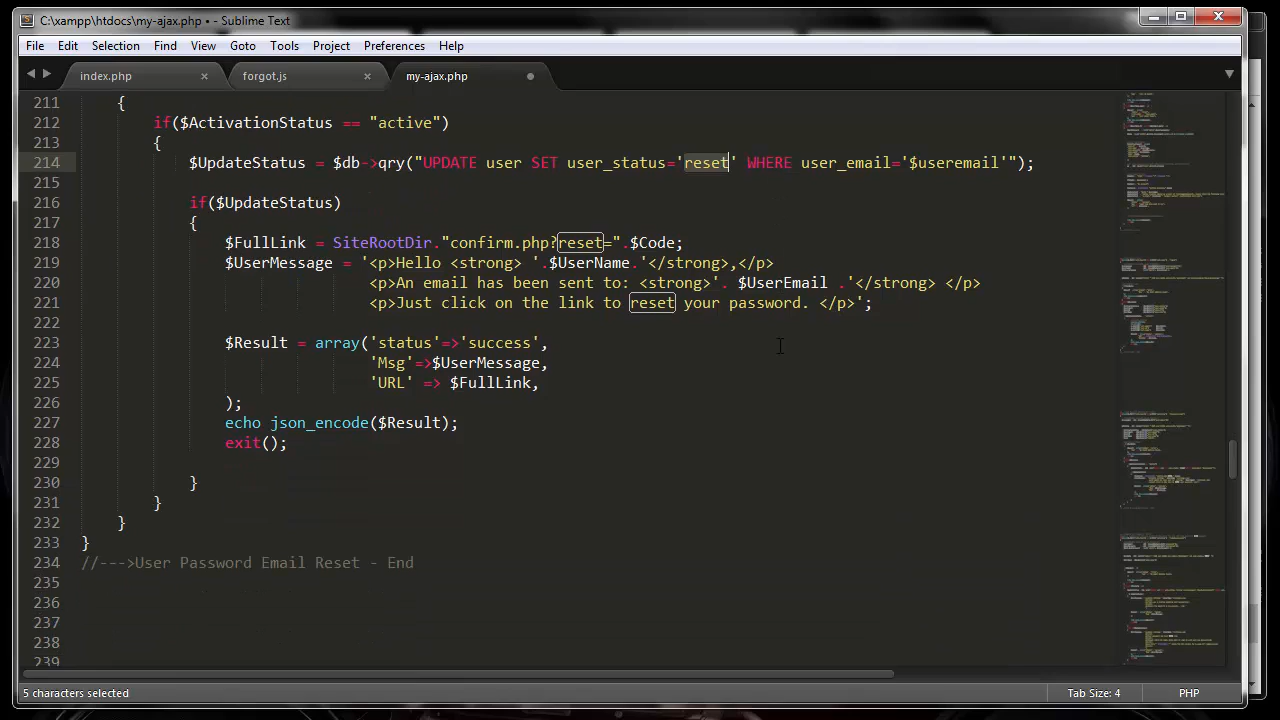 C:\xampp\htdocs\my-ajax.php • - Sublime Text
File Edit Selection Find View Goto Tools Project Preferences Help
index.php × forgot.js × my-ajax.php
211 {
212 if($ActivationStatus == "active")
213 {
214 $UpdateStatus = $db->qry("UPDATE user SET user_status='reset' WHERE user_email='$useremail'");
215
216 if($UpdateStatus)
217 {
218 $FullLink = SiteRootDir."confirm.php?reset=".$Code;
219 $UserMessage = '<p>Hello <strong> '.$UserName.'</strong>,</p>
220 <p>An email has been sent to: <strong>'. $UserEmail .'</strong> </p>
221 <p>Just click on the link to reset your password. </p>';
222
223 $Result = array('status'=>'success',
224 'Msg'=>$UserMessage,
225 'URL' => $FullLink,
226 );
227 echo json_encode($Result);
228 exit();
229
230 }
231 }
232 }
233 }
234 //--->User Password Email Reset - End
235
236
237
238
239
5 characters selected Tab Size: 4 PHP